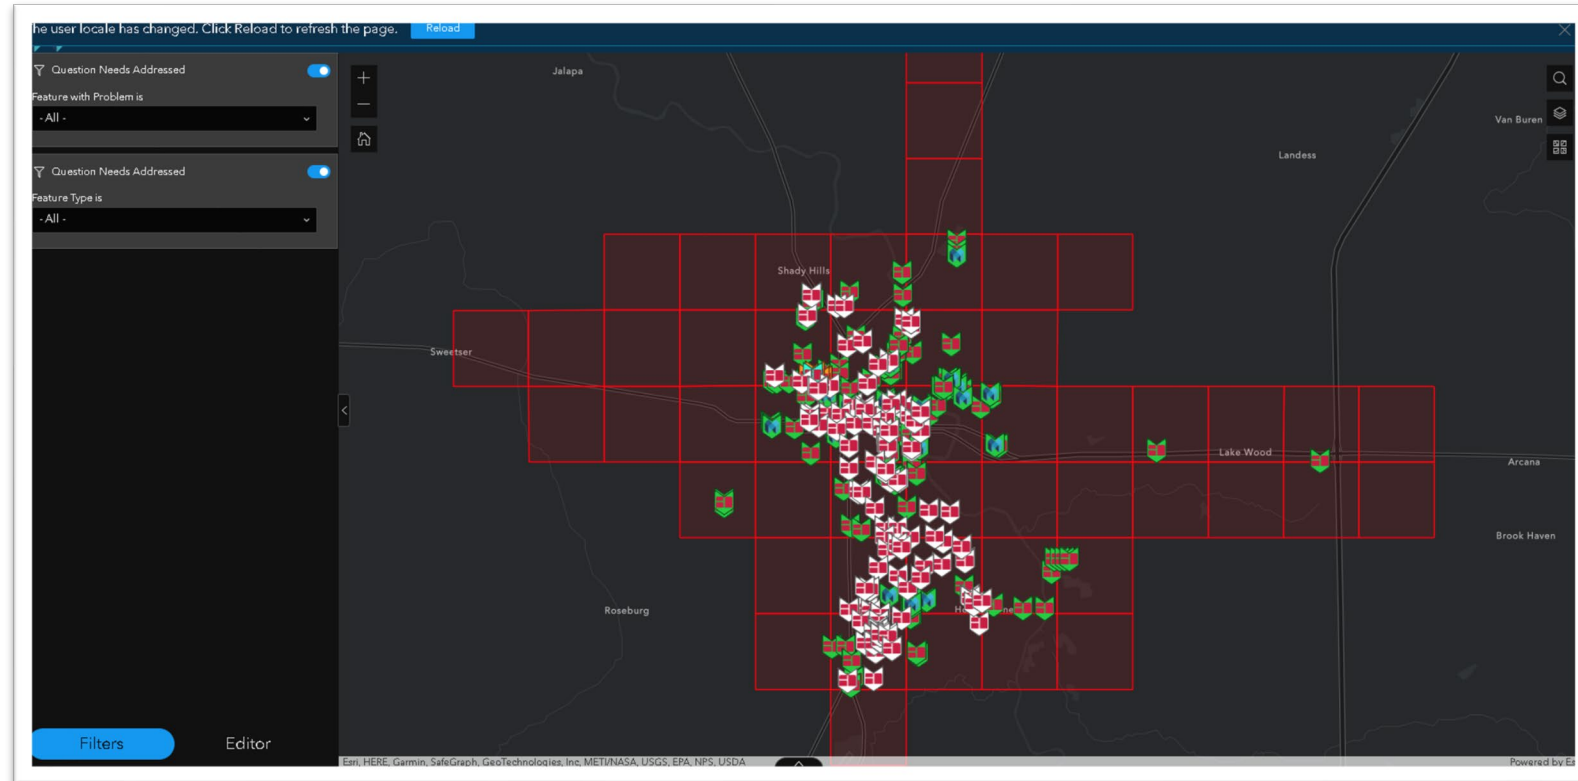 he user locale has changed. Click Reload to refresh the page. Reload
Question Needs Addressed
Feature with Problem is
- All -
Question Needs Addressed
Feature Type is
- All -
Jalapa
Van Buren
Landess
Shady Hills
Sweetser
Lake Wood
Arcana
Brook Haven
Roseburg
Filters Editor
Esri, HERE, Garmin, SafeGraph, GeoTechnologies, Inc, METI/NASA, USGS, EPA, NPS, USDA
Powered by Es